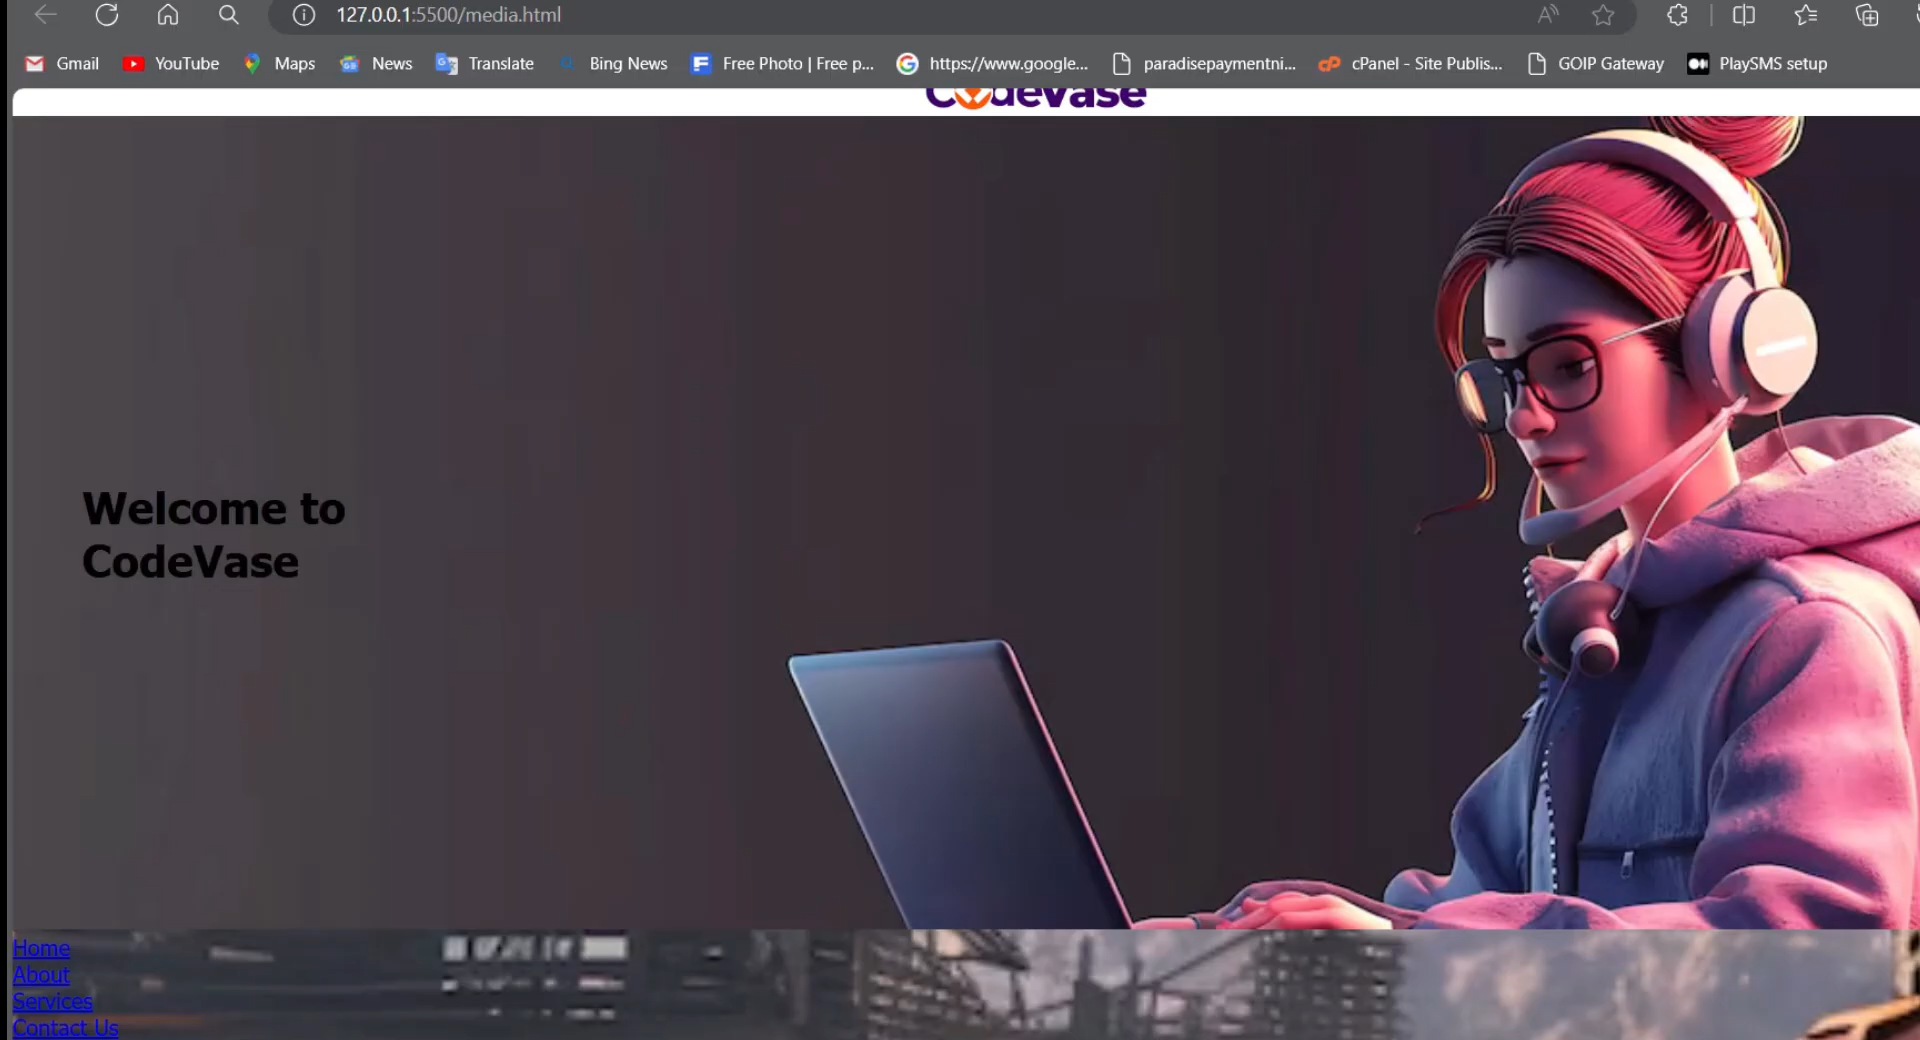 127.0.0.1:5500/media.html
Gmail YouTube Maps News Translate Bing News Free Photo | Free p... https://www.google... paradisepaymentni... cPanel - Site Publis... GOIP Gateway PlaySMS setup
CodeVase
Welcome to
CodeVase
Home
About
Services
Contact Us